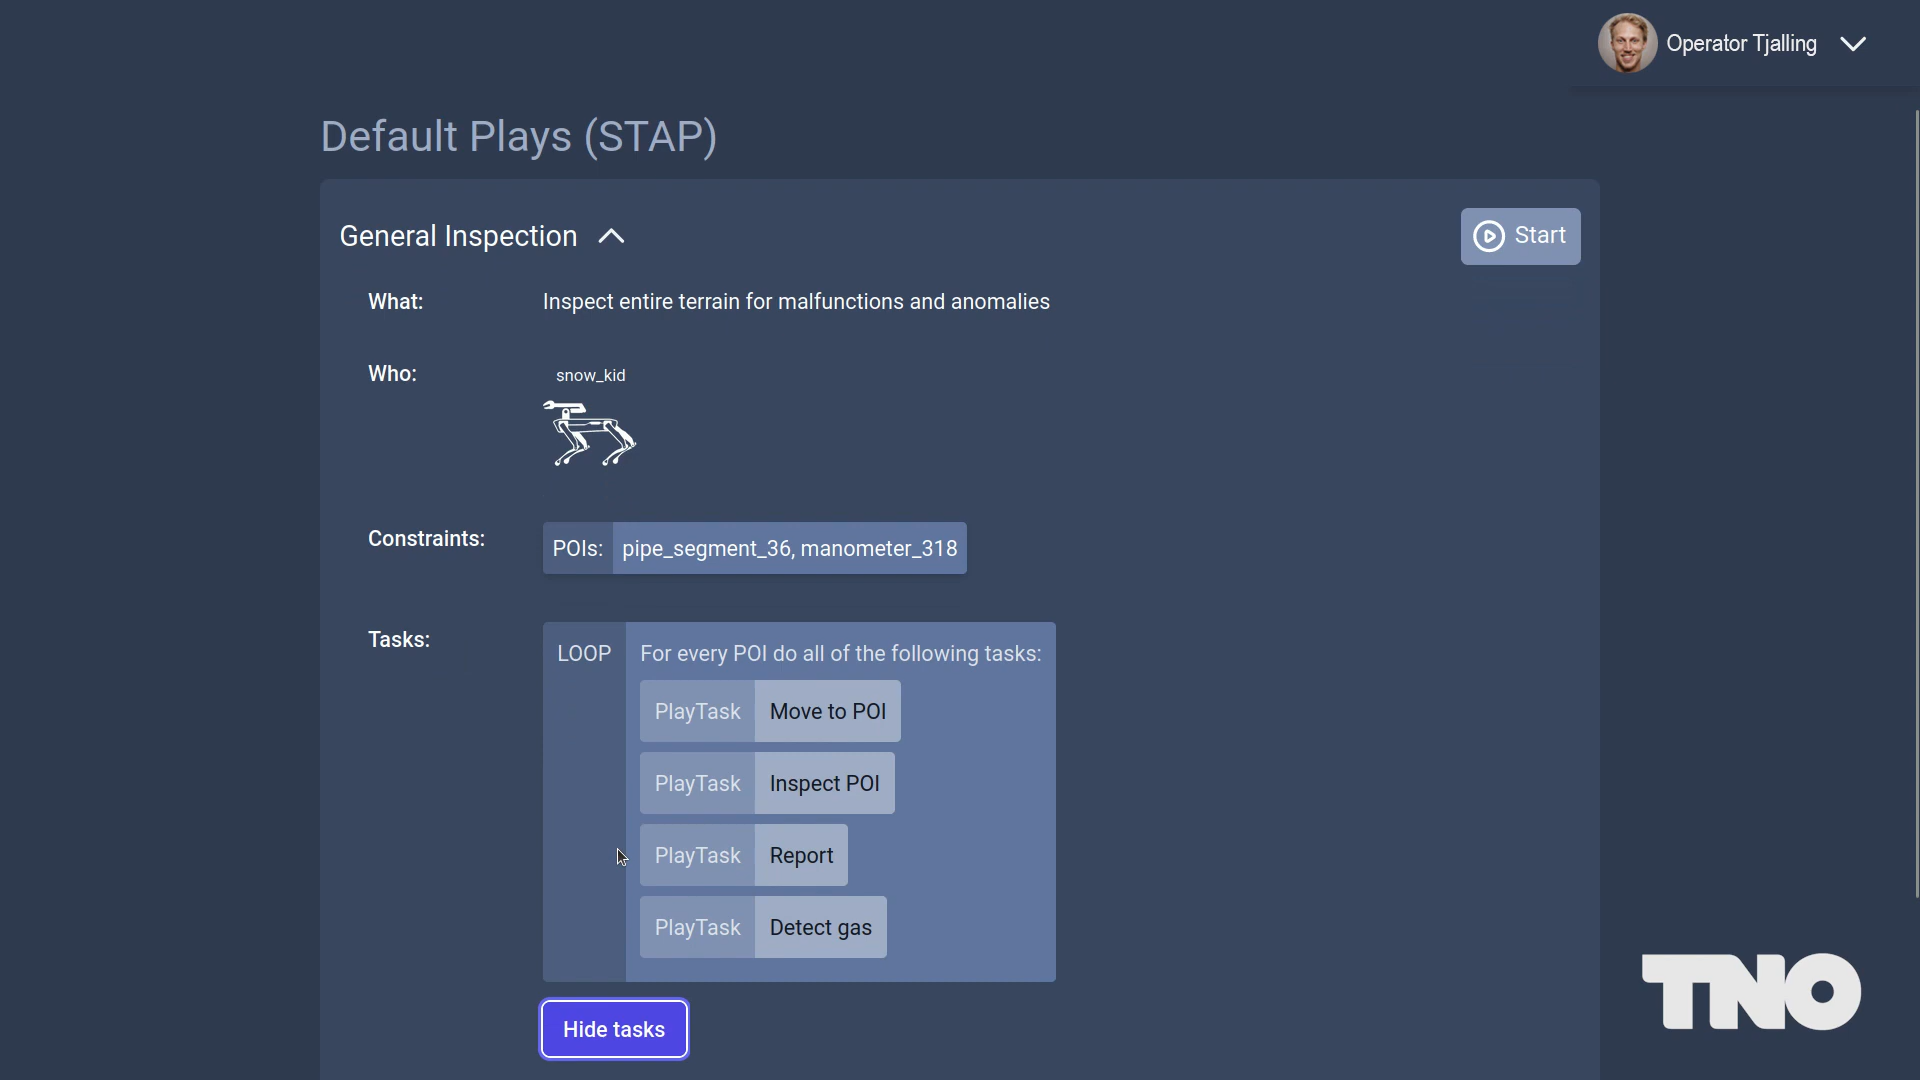 Operator Tjalling
Default Plays (STAP)
General Inspection
Start
What: Inspect entire terrain for malfunctions and anomalies
Who: snow_kid
Constraints: POIs: pipe_segment_36, manometer_318
Tasks: LOOP For every POI do all of the following tasks:
PlayTask Move to POI
PlayTask Inspect POI
PlayTask Report
PlayTask Detect gas
Hide tasks
TNO